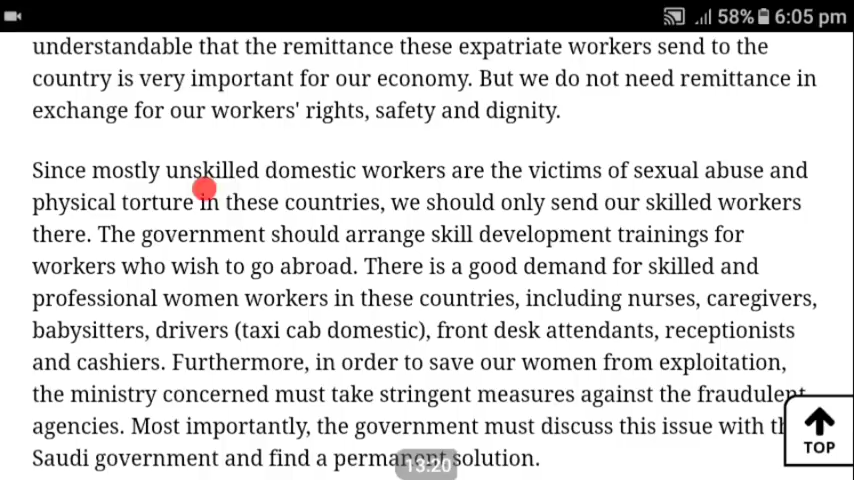 58% 6:05 pm
understandable that the remittance these expatriate workers send to the
country is very important for our economy. But we do not need remittance in
exchange for our workers' rights, safety and dignity.
Since mostly unskilled domestic workers are the victims of sexual abuse and
physical torture in these countries, we should only send our skilled workers
there. The government should arrange skill development trainings for
workers who wish to go abroad. There is a good demand for skilled and
professional women workers in these countries, including nurses, caregivers,
babysitters, drivers (taxi cab domestic), front desk attendants, receptionists
and cashiers. Furthermore, in order to save our women from exploitation,
the ministry concerned must take stringent measures against the fraudulent
agencies. Most importantly, the government must discuss this issue with the
Saudi government and find a permanent solution.
TOP
13:20